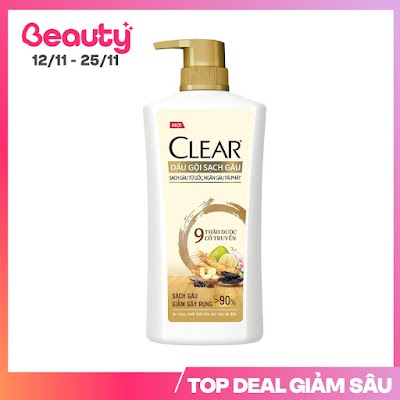 Beauty+
12/11 - 25/11
MỚI
CLEAR
DẦU GỘI SẠCH GÀU
SẠCH GÀU TỪ GỐC, NGĂN GÀU TÁI PHÁT
9 THẢO DƯỢC
CỔ TRUYỀN
SẠCH GÀU
GIẢM GÃY RỤNG >90%
TOP DEAL GIẢM SÂU